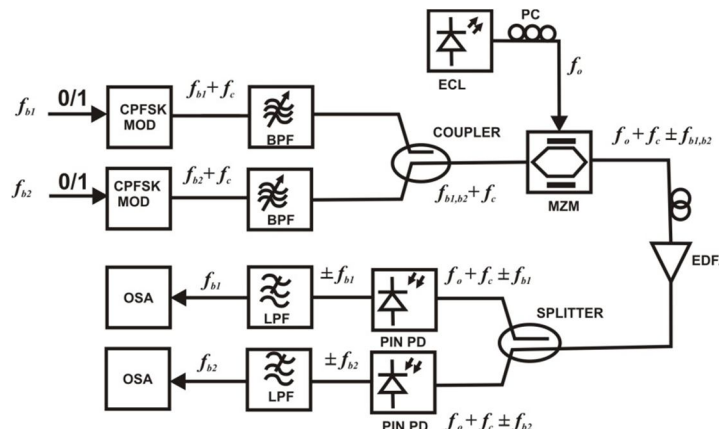 PC
ECL
f_o
f_b1
0/1
CPFSK
MOD
f_b1+f_c
BPF
COUPLER
f_b2
0/1
CPFSK
MOD
f_b2+f_c
BPF
f_b1,b2+f_c
MZM
f_o+f_c±f_b1,b2
EDF
OSA
f_b1
LPF
±f_b1
PIN PD
f_o+f_c±f_b1
SPLITTER
OSA
f_b2
LPF
±f_b2
PIN PD
f_o+f_c±f_b2